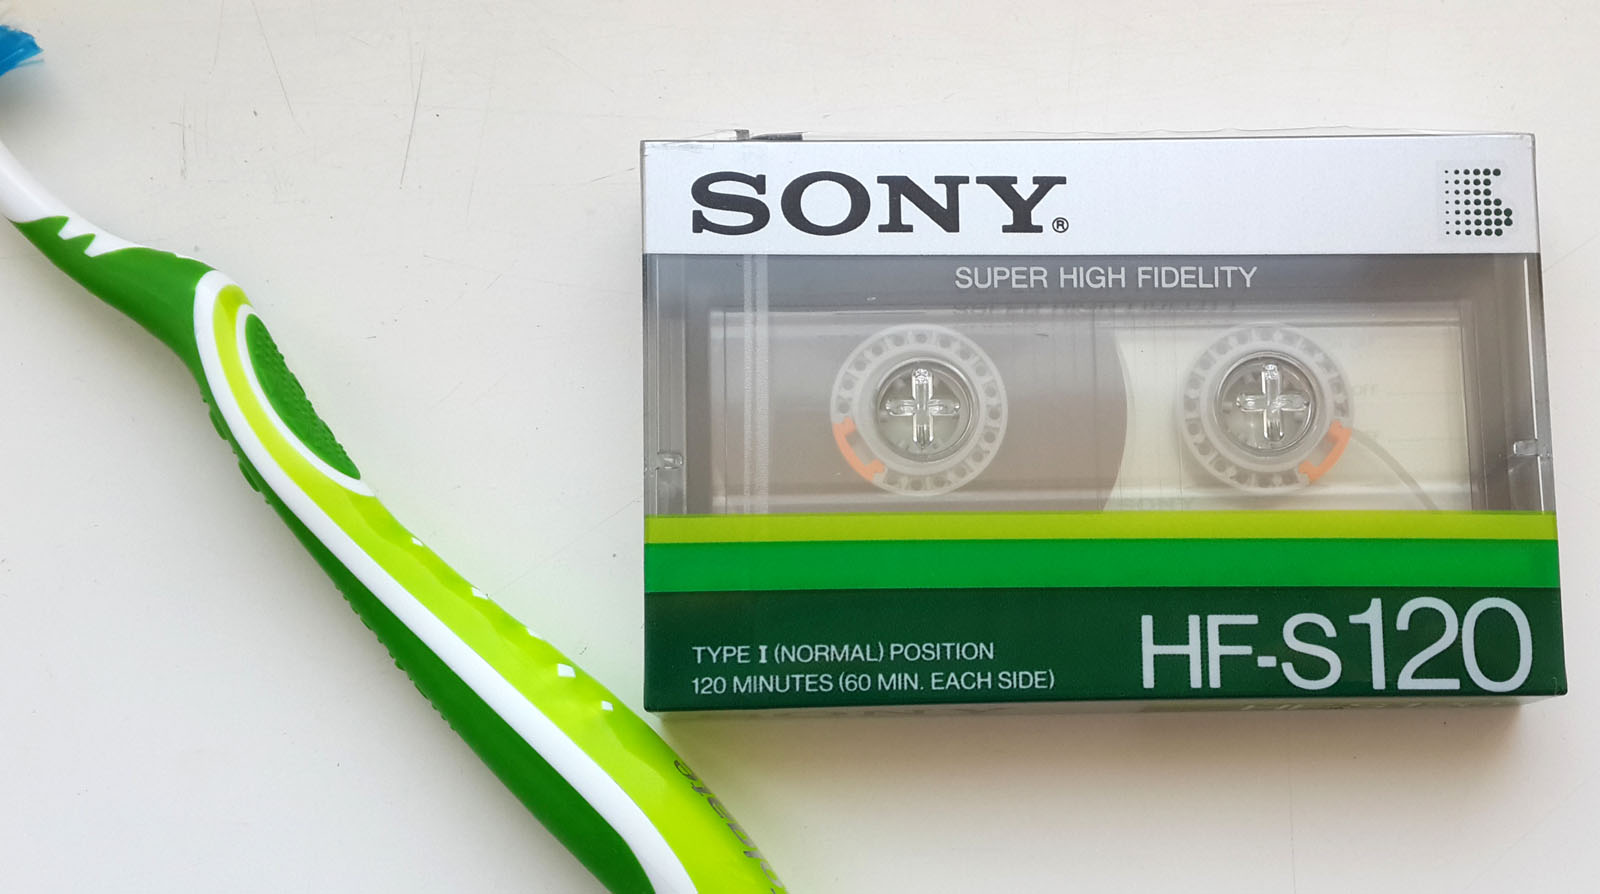 SONY®
SUPER HIGH FIDELITY
TYPE I (NORMAL) POSITION
120 MINUTES (60 MIN. EACH SIDE)
HF-S120